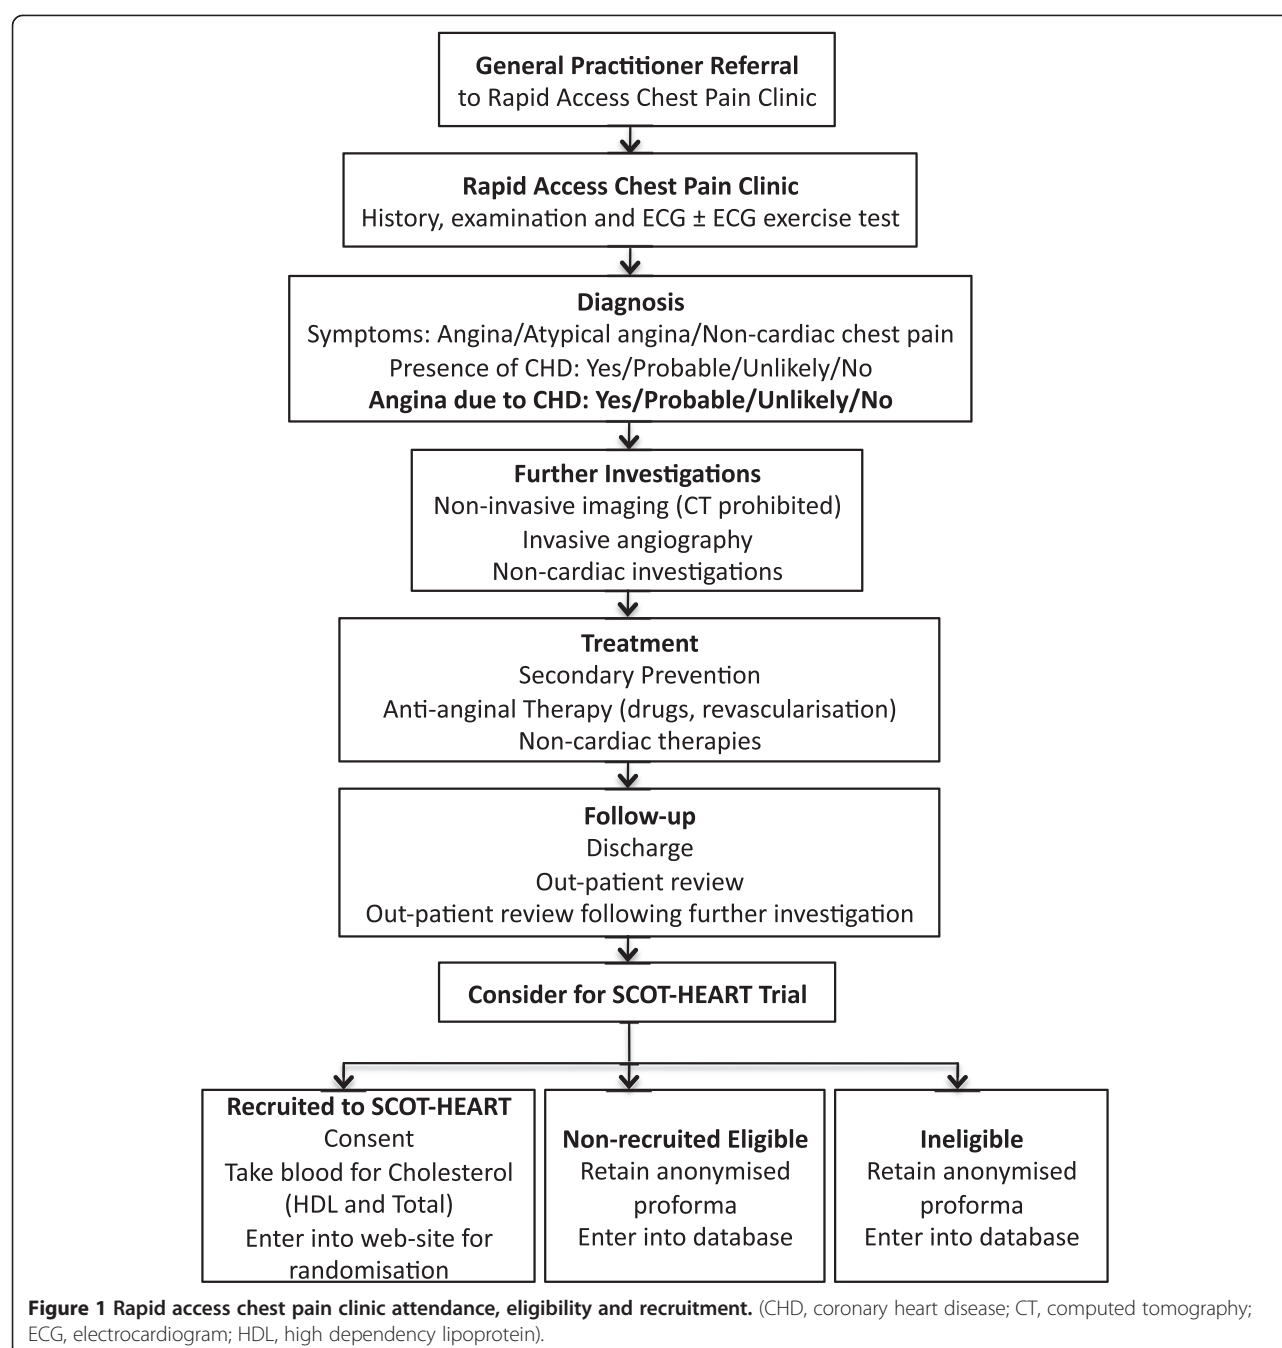 General Practitioner Referral
to Rapid Access Chest Pain Clinic
Rapid Access Chest Pain Clinic
History, examination and ECG ± ECG exercise test
Diagnosis
Symptoms: Angina/Atypical angina/Non-cardiac chest pain
Presence of CHD: Yes/Probable/Unlikely/No
Angina due to CHD: Yes/Probable/Unlikely/No
Further Investigations
Non-invasive imaging (CT prohibited)
Invasive angiography
Non-cardiac investigations
Treatment
Secondary Prevention
Anti-anginal Therapy (drugs, revascularisation)
Non-cardiac therapies
Follow-up
Discharge
Out-patient review
Out-patient review following further investigation
Consider for SCOT-HEART Trial
Recruited to SCOT-HEART
Consent
Take blood for Cholesterol
(HDL and Total)
Enter into web-site for
randomisation
Non-recruited Eligible
Retain anonymised
proforma
Enter into database
Ineligible
Retain anonymised
proforma
Enter into database
Figure 1 Rapid access chest pain clinic attendance, eligibility and recruitment. (CHD, coronary heart disease; CT, computed tomography;
ECG, electrocardiogram; HDL, high dependency lipoprotein).